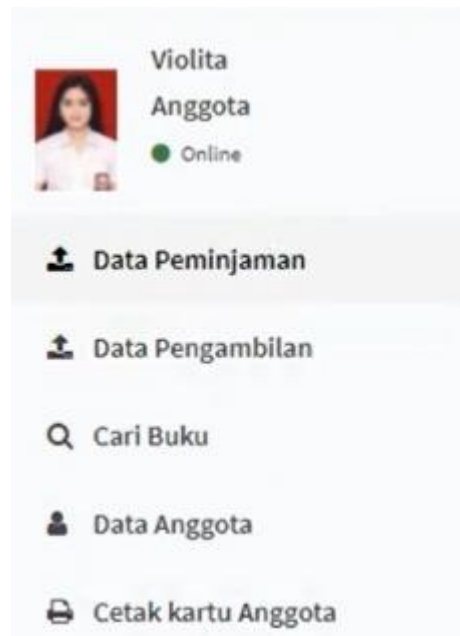 Violita
Anggota
Online
Data Peminjaman
Data Pengambilan
Cari Buku
Data Anggota
Cetak kartu Anggota